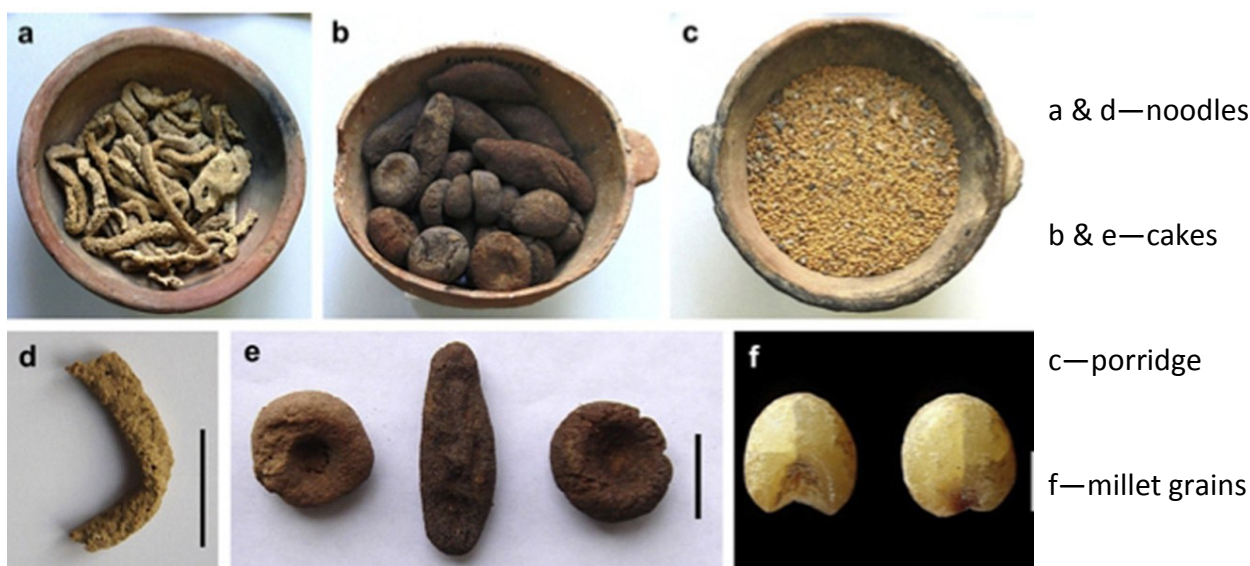 a
b
c
a & d—noodles
b & e—cakes
c—porridge
d
e
f
f—millet grains